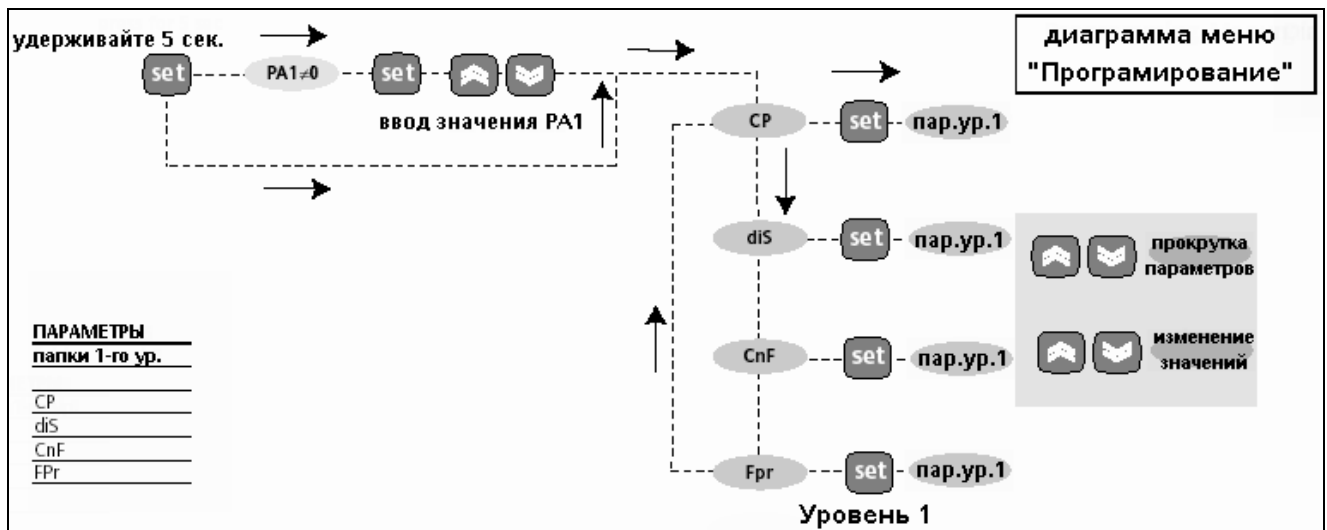 удерживайте 5 сек.
set
PA1≠0
set
ввод значения PA1
диаграмма меню
"Програмирование"
CP
set
пар.ур.1
diS
set
пар.ур.1
прокрутка
параметров
CnF
set
пар.ур.1
изменение
значений
Fpr
set
пар.ур.1
Уровень 1
ПАРАМЕТРЫ
папки 1-го ур.
CP
diS
CnF
FPr